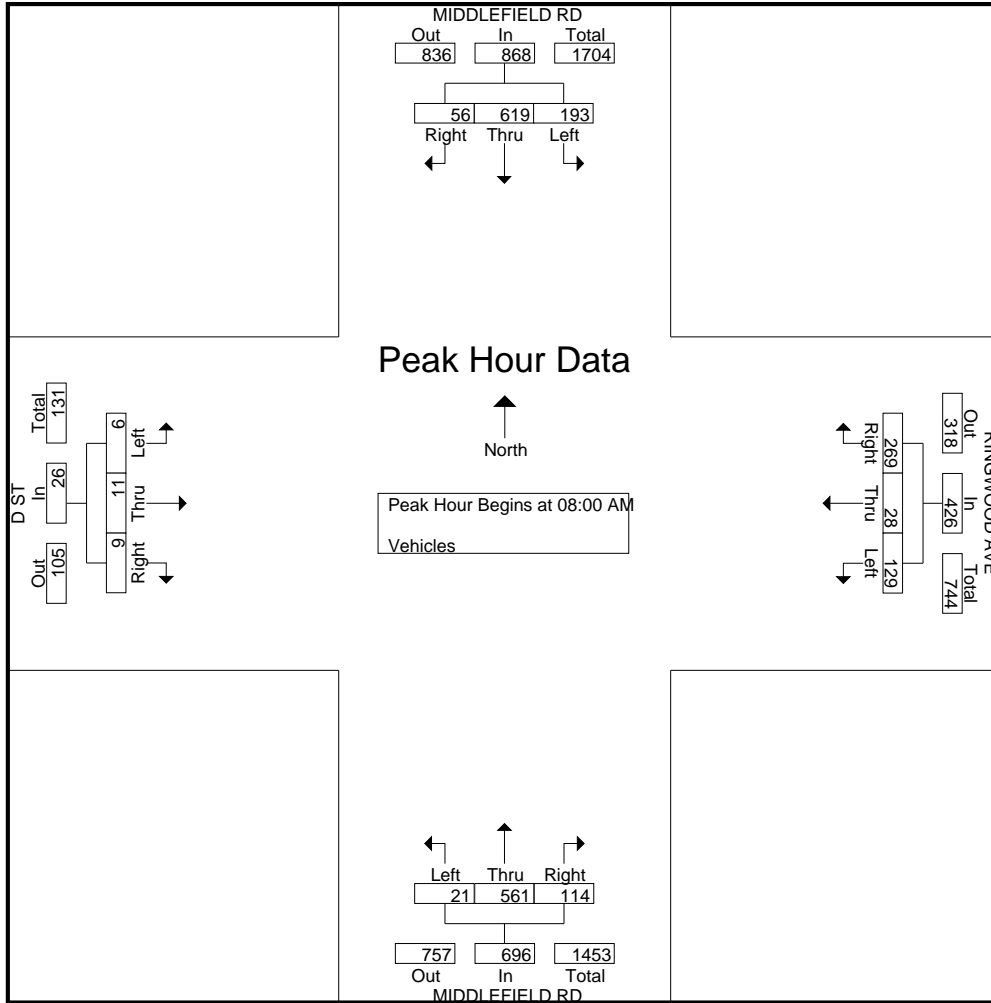 MIDDLEFIELD RD
Out In Total
836 868 1704
56 619 193
Right Thru Left
Peak Hour Data
North
Peak Hour Begins at 08:00 AM
Vehicles
D ST
Total In Out
131 26 105
6 11 9
Left Thru Right
RINGWOOD AVE
Out In Total
318 426 744
269 28 129
Right Thru Left
Left Thru Right
21 561 114
757 696 1453
Out In Total
MIDDLEFIELD RD